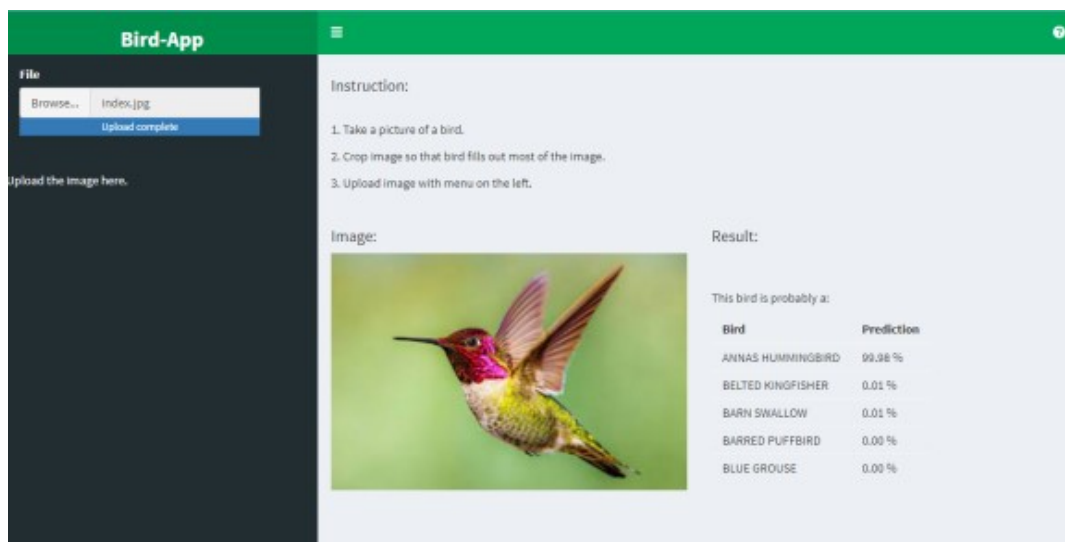 Bird-App
File
Browse... index.jpg
Upload complete
Upload the image here.
Instruction:
1. Take a picture of a bird.
2. Crop image so that bird fills out most of the image.
3. Upload image with menu on the left.
Image:
Result:
This bird is probably a:
Bird Prediction
ANNAS HUMMINGBIRD 99.98 %
BELTED KINGFISHER 0.01 %
BARN SWALLOW 0.01 %
BARRED PUFFBIRD 0.00 %
BLUE GROUSE 0.00 %